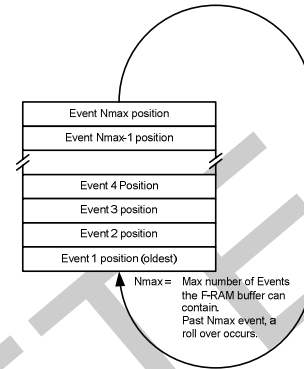 Event Nmax position
Event Nmax-1 position
Event 4 Position
Event 3 position
Event 2 position
Event 1 position (oldest)
Nmax = Max number of Events
the F-RAM buffer can
contain.
Past Nmax event, a
roll over occurs.